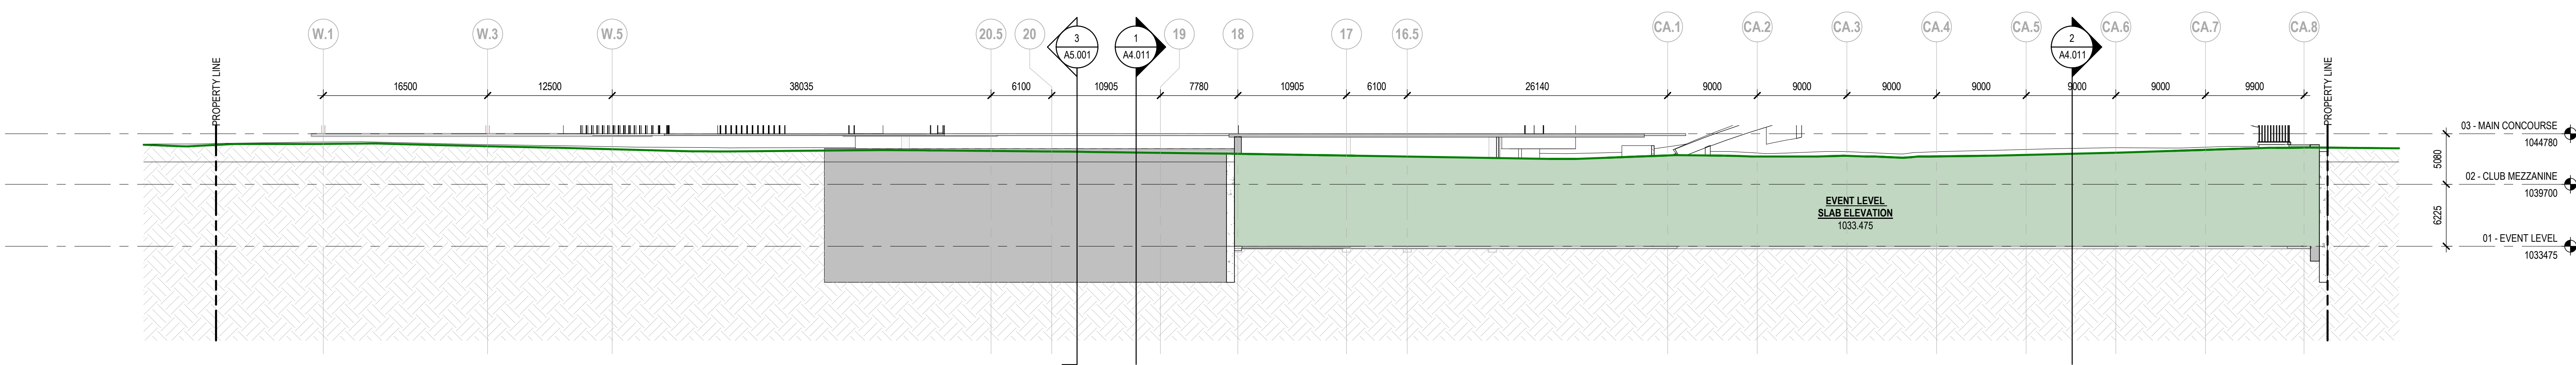 W.1
W.3
W.5
20.5
20
3
A5.001
1
A4.011
19
18
17
16.5
CA.1
CA.2
CA.3
CA.4
CA.5
2
A4.011
CA.6
CA.7
CA.8
PROPERTY LINE
PROPERTY LINE
16500
12500
38035
6100
10905
7780
10905
6100
26140
9000
9000
9000
9000
9000
9000
9900
03 - MAIN CONCOURSE
1044780
5080
02 - CLUB MEZZANINE
1039700
6225
01 - EVENT LEVEL
1033475
EVENT LEVEL
SLAB ELEVATION
1033.475